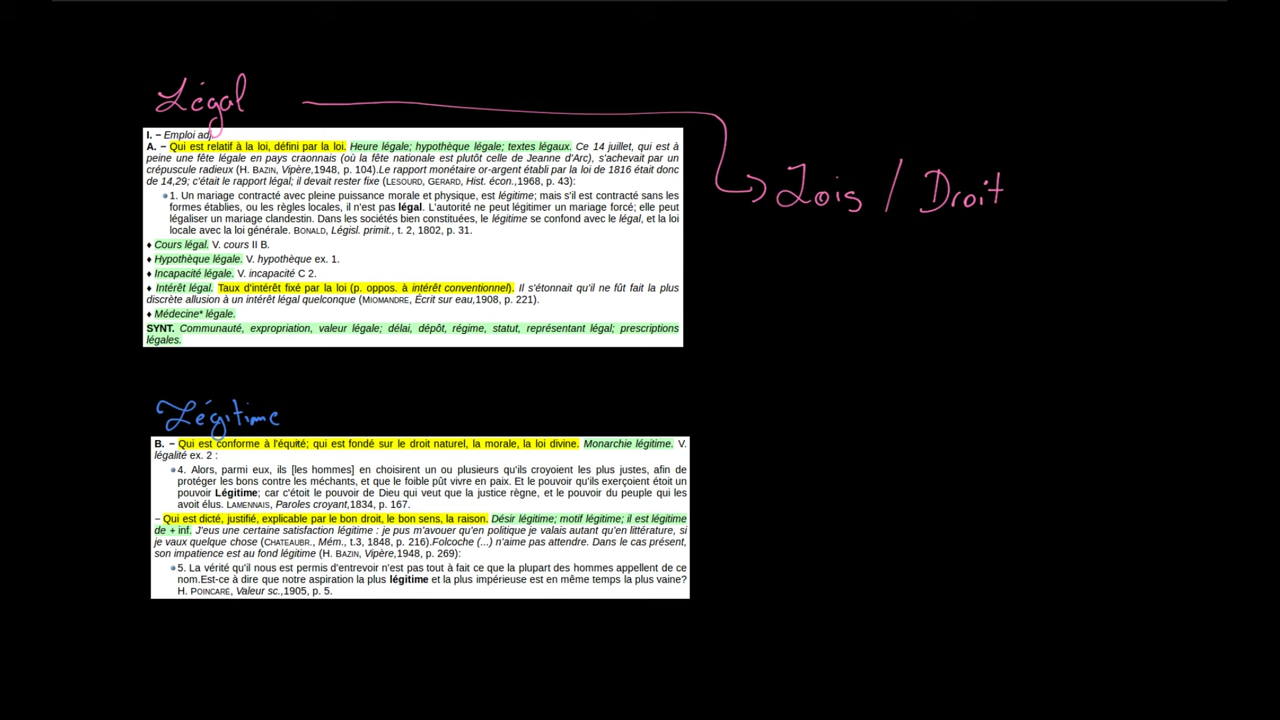 Légal
I. – Emploi adj.
A. – Qui est relatif à la loi, défini par la loi. Heure légale; hypothèque légale; textes légaux. Ce 14 juillet, qui est à
peine une fête légale en pays craonnais (où la fête nationale est plutôt celle de Jeanne d'Arc), s'achevait par un
crépuscule radieux (H. BAZIN, Vipère,1948, p. 104).Le rapport monétaire or-argent établi par la loi de 1816 était donc
de 14,29; c'était le rapport légal; il devait rester fixe (LESOURD, GÉRARD, Hist. écon.,1968, p. 43):
1. Un mariage contracté avec pleine puissance morale et physique, est légitime; mais s'il est contracté sans les
formes établies, ou les règles locales, il n'est pas légal. L'autorité ne peut légitimer un mariage forcé; elle peut
légaliser un mariage clandestin. Dans les sociétés bien constituées, le légitime se confond avec le légal, et la loi
locale avec la loi générale. BONALD, Législ. primit., t. 2, 1802, p. 31.
♦ Cours légal. V. cours II B.
♦ Hypothèque légale. V. hypothèque ex. 1.
♦ Incapacité légale. V. incapacité C 2.
♦ Intérêt légal. Taux d'intérêt fixé par la loi (p. oppos. à intérêt conventionnel). Il s'étonnait qu'il ne fût fait la plus
discrète allusion à un intérêt légal quelconque (MIOMANDRE, Écrit sur eau,1908, p. 221).
♦ Médecine* légale.
SYNT. Communauté, expropriation, valeur légale; délai, dépôt, régime, statut, représentant légal; prescriptions
légales.
Lois / Droit
Légitime
B. – Qui est conforme à l'équité; qui est fondé sur le droit naturel, la morale, la loi divine. Monarchie légitime. V.
légalité ex. 2 :
4. Alors, parmi eux, ils [les hommes] en choisirent un ou plusieurs qu'ils croyoient les plus justes, afin de
protéger les bons contre les méchants, et que le foible pût vivre en paix. Et le pouvoir qu'ils exerçoient étoit un
pouvoir Légitime; car c'étoit le pouvoir de Dieu qui veut que la justice règne, et le pouvoir du peuple qui les
avoit élus. LAMENNAIS, Paroles croyant,1834, p. 167.
– Qui est dicté, justifié, explicable par le bon droit, le bon sens, la raison. Désir légitime; motif légitime; il est légitime
de + inf. J'eus une certaine satisfaction légitime : je pus m'avouer qu'en politique je valais autant qu'en littérature, si
je vaux quelque chose (CHATEAUBR., Mém., t.3, 1848, p. 216).Folcoche (...) n'aime pas attendre. Dans le cas présent,
son impatience est au fond légitime (H. BAZIN, Vipère,1948, p. 269):
5. La vérité qu'il nous est permis d'entrevoir n'est pas tout à fait ce que la plupart des hommes appellent de ce
nom.Est-ce à dire que notre aspiration la plus légitime et la plus impérieuse est en même temps la plus vaine?
H. POINCARÉ, Valeur sc.,1905, p. 5.